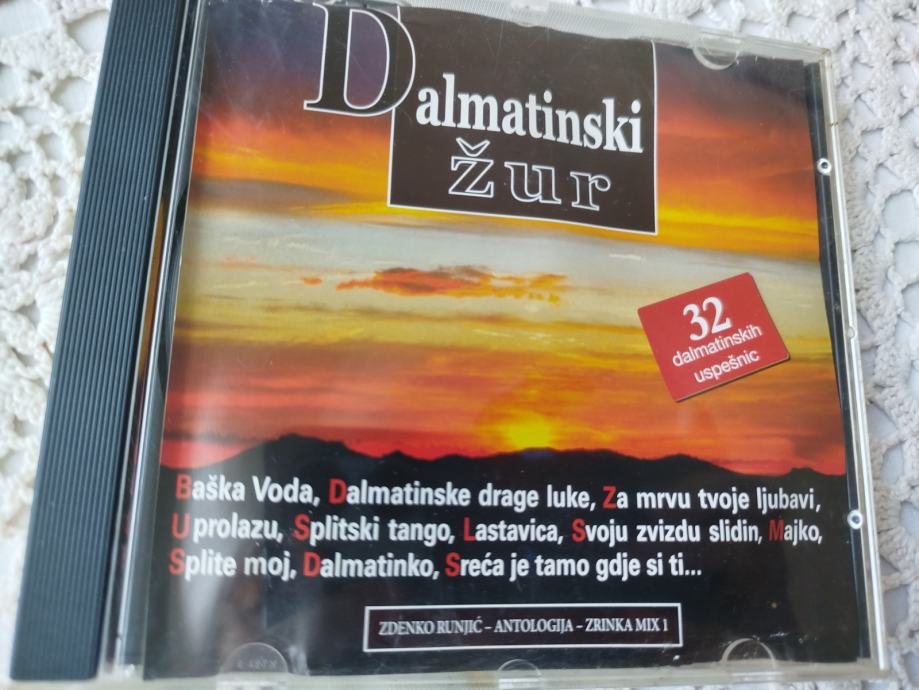 Dalmatinski
žur
32
dalmatinskih
uspešnic
Baška Voda, Dalmatinske drage luke, Za mrvu tvoje ljubavi,
U prolazu, Splitski tango, Lastavica, Svoju zvizdu slidin, Majko,
Splite moj, Dalmatinko, Sreća je tamo gdje si ti...
ZDENKO RUNJIĆ – ANTOLOGIJA – ZRINKA MIX 1